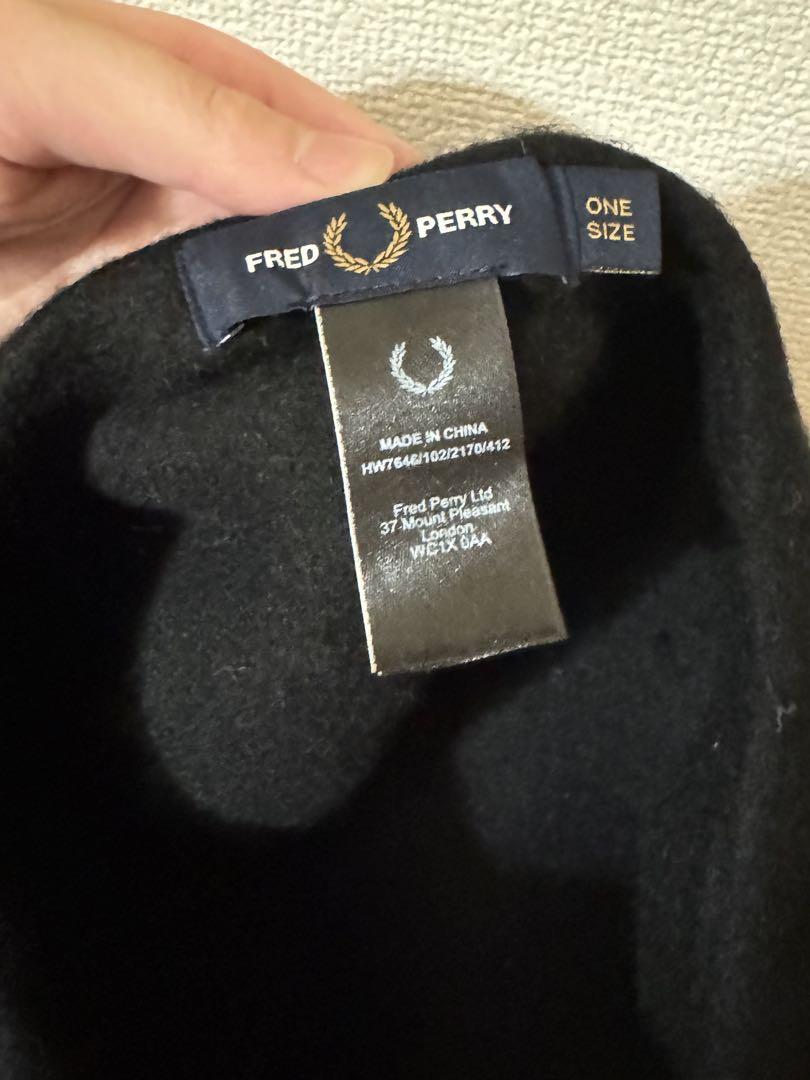 FRED PERRY
ONE
SIZE
MADE IN CHINA
HW7646/102/2170/412
Fred Perry Ltd
37 Mount Pleasant
London
WC1X 0AA